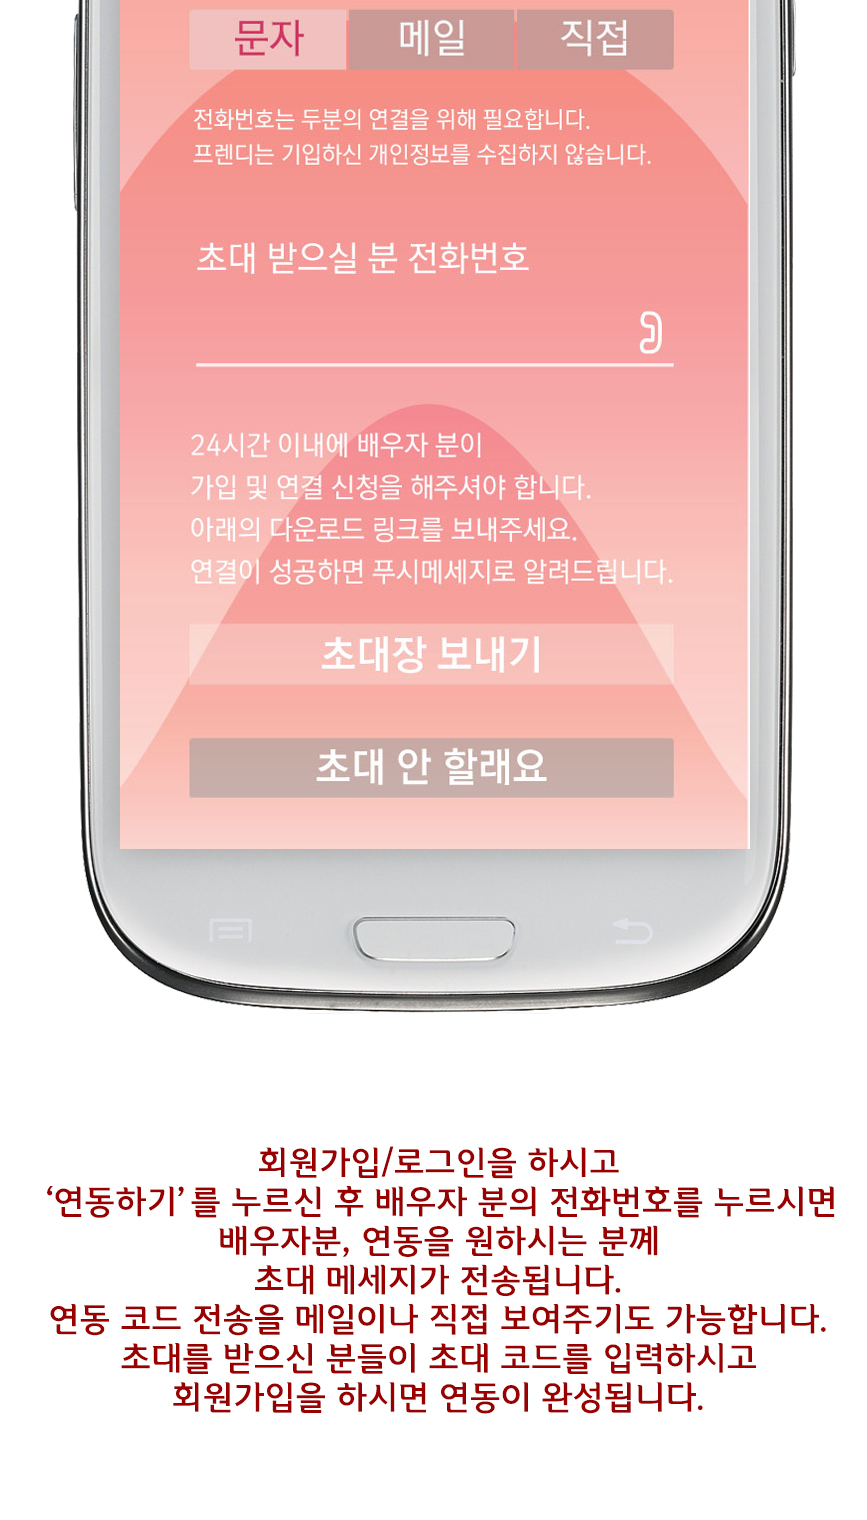 문자 메일 직접
전화번호는 두분의 연결을 위해 필요합니다.
프렌디는 기입하신 개인정보를 수집하지 않습니다.
초대 받으실 분 전화번호
24시간 이내에 배우자 분이
가입 및 연결 신청을 해주셔야 합니다.
아래의 다운로드 링크를 보내주세요.
연결이 성공하면 푸시메세지로 알려드립니다.
초대장 보내기
초대 안 할래요
회원가입/로그인을 하시고
‘연동하기’를 누르신 후 배우자 분의 전화번호를 누르시면
배우자분, 연동을 원하시는 분꼐
초대 메세지가 전송됩니다.
연동 코드 전송을 메일이나 직접 보여주기도 가능합니다.
초대를 받으신 분들이 초대 코드를 입력하시고
회원가입을 하시면 연동이 완성됩니다.